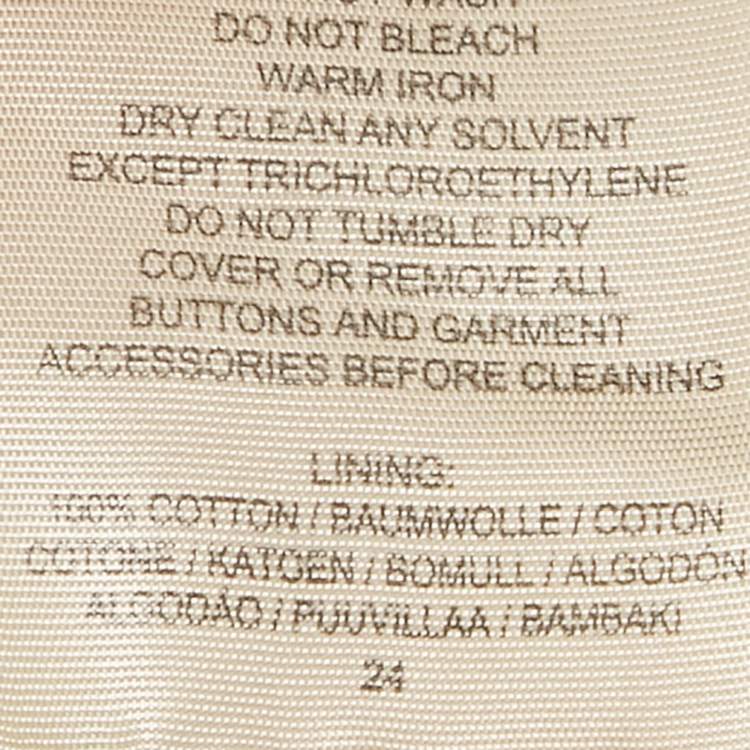 WASH
DO NOT BLEACH
WARM IRON
DRY CLEAN ANY SOLVENT
EXCEPT TRICHLOROETHYLENE
DO NOT TUMBLE DRY
COVER OR REMOVE ALL
BUTTONS AND GARMENT
ACCESSORIES BEFORE CLEANING
LINING:
100% COTTON / BAUMWOLLE / COTON
COTONE / KATOEN / BOMULL / ALGODÓN
ALGODÃO / PUUVILLAA / BAMBAKI
24